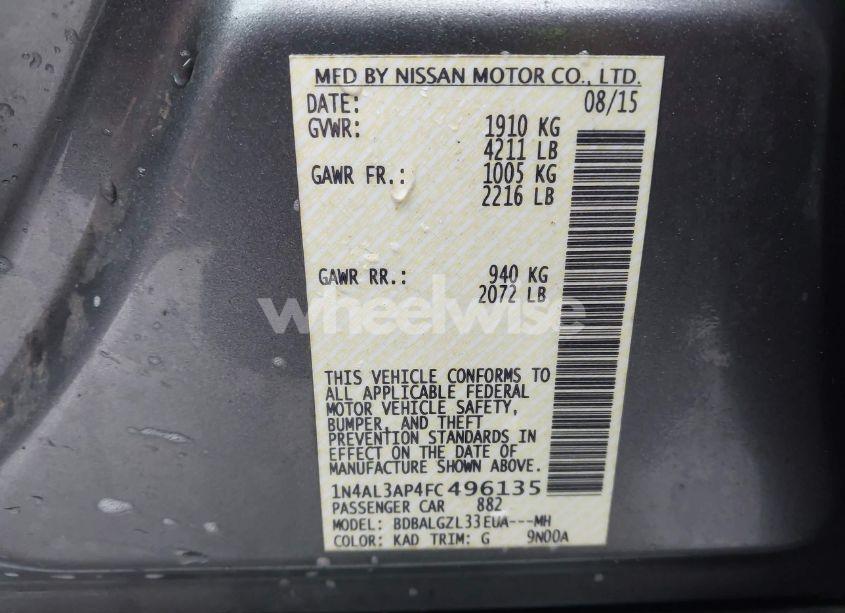 MFD BY NISSAN MOTOR CO., LTD.
DATE: 08/15
GVWR: 1910 KG
4211 LB
GAWR FR.: 1005 KG
2216 LB
GAWR RR.: 940 KG
2072 LB
wheelwise
THIS VEHICLE CONFORMS TO
ALL APPLICABLE FEDERAL
MOTOR VEHICLE SAFETY,
BUMPER, AND THEFT
PREVENTION STANDARDS IN
EFFECT ON THE DATE OF
MANUFACTURE SHOWN ABOVE.
1N4AL3AP4FC496135
PASSENGER CAR 882
MODEL: BDBALGZL33EUA---MH
COLOR: KAD TRIM: G 9N00A